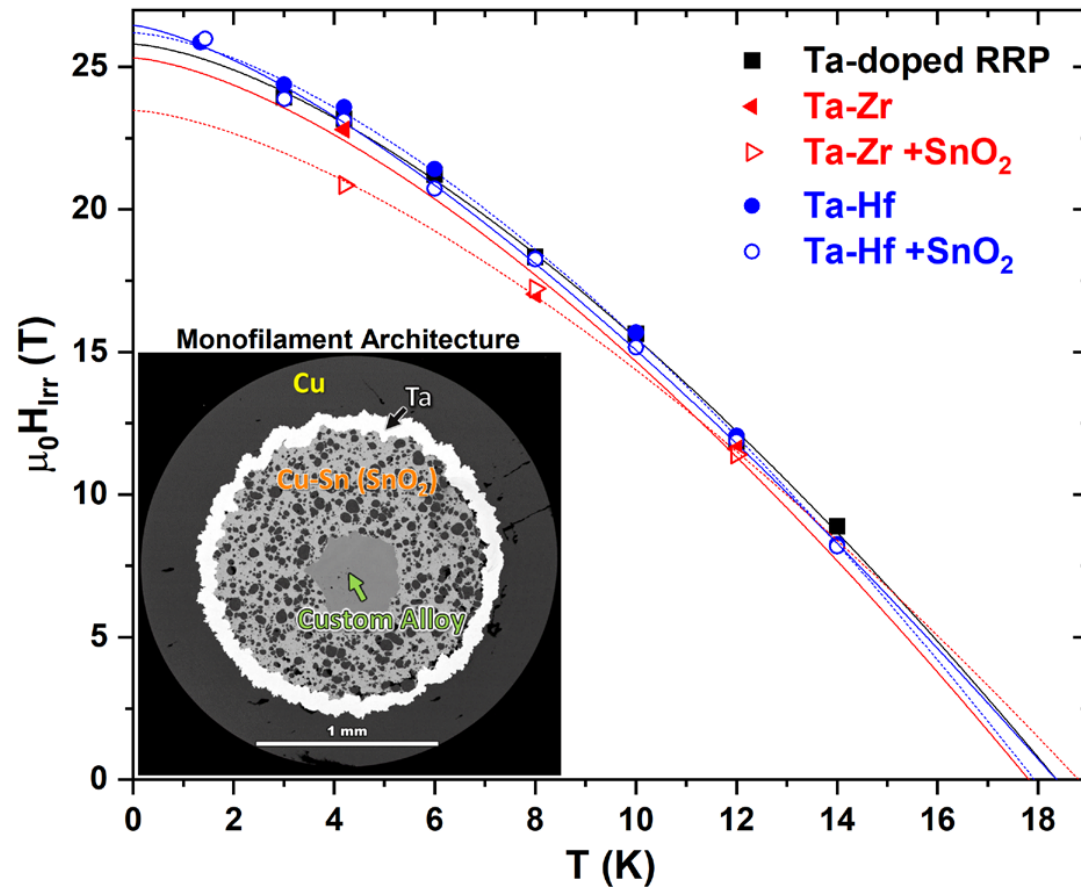 25
20
15
10
5
0
μ₀H_Irr (T)
Ta-doped RRP
Ta-Zr
Ta-Zr +SnO₂
Ta-Hf
Ta-Hf +SnO₂
Monofilament Architecture
Cu
Ta
Cu-Sn (SnO₂)
Custom Alloy
1 mm
0 2 4 6 8 10 12 14 16 18
T (K)